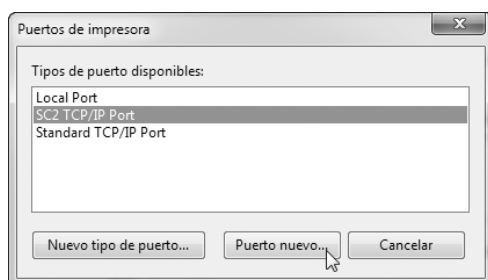 Puertos de impresora
Tipos de puerto disponibles:
Local Port
SC2 TCP/IP Port
Standard TCP/IP Port
Nuevo tipo de puerto... Puerto nuevo... Cancelar